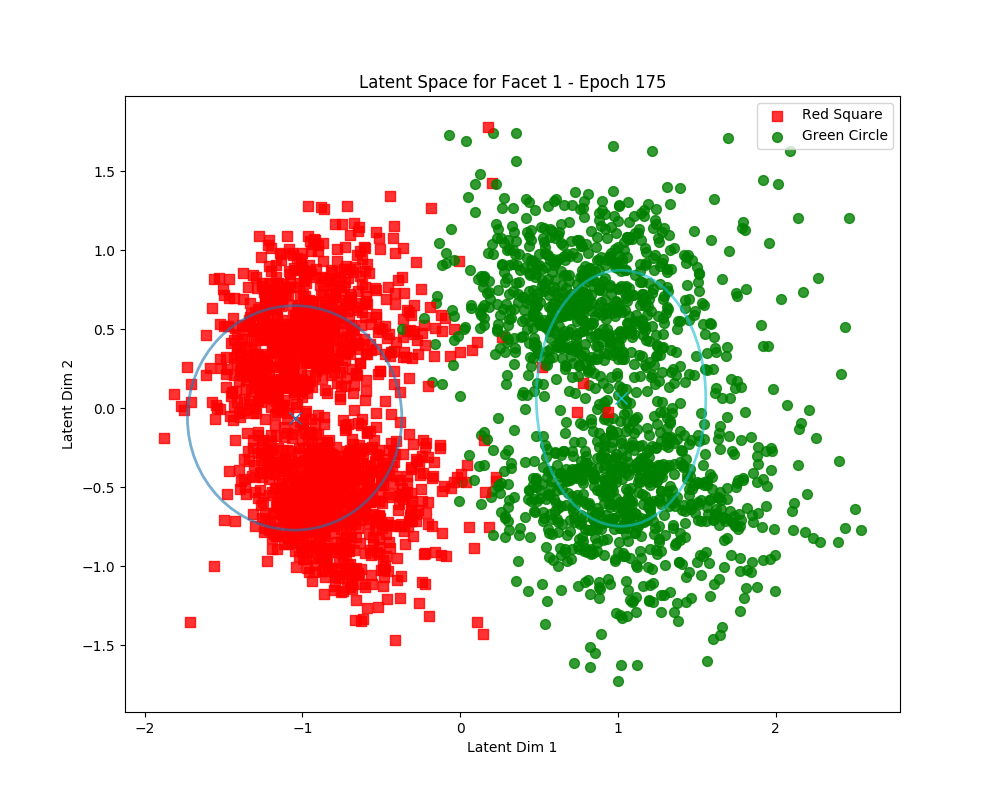 Latent Space for Facet 1 - Epoch 175
Red Square
Green Circle
1.5
1.0
0.5
0.0
−0.5
−1.0
−1.5
Latent Dim 2
−2
−1
0
1
2
Latent Dim 1